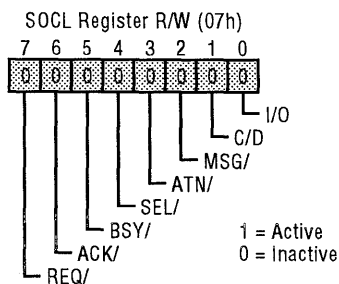 SOCL Register R/W (07h)
7 6 5 4 3 2 1 0
0 0 0 0 0 0 0 0
I/O
C/D
MSG/
ATN/
SEL/
BSY/
ACK/
REQ/
1 = Active
0 = Inactive